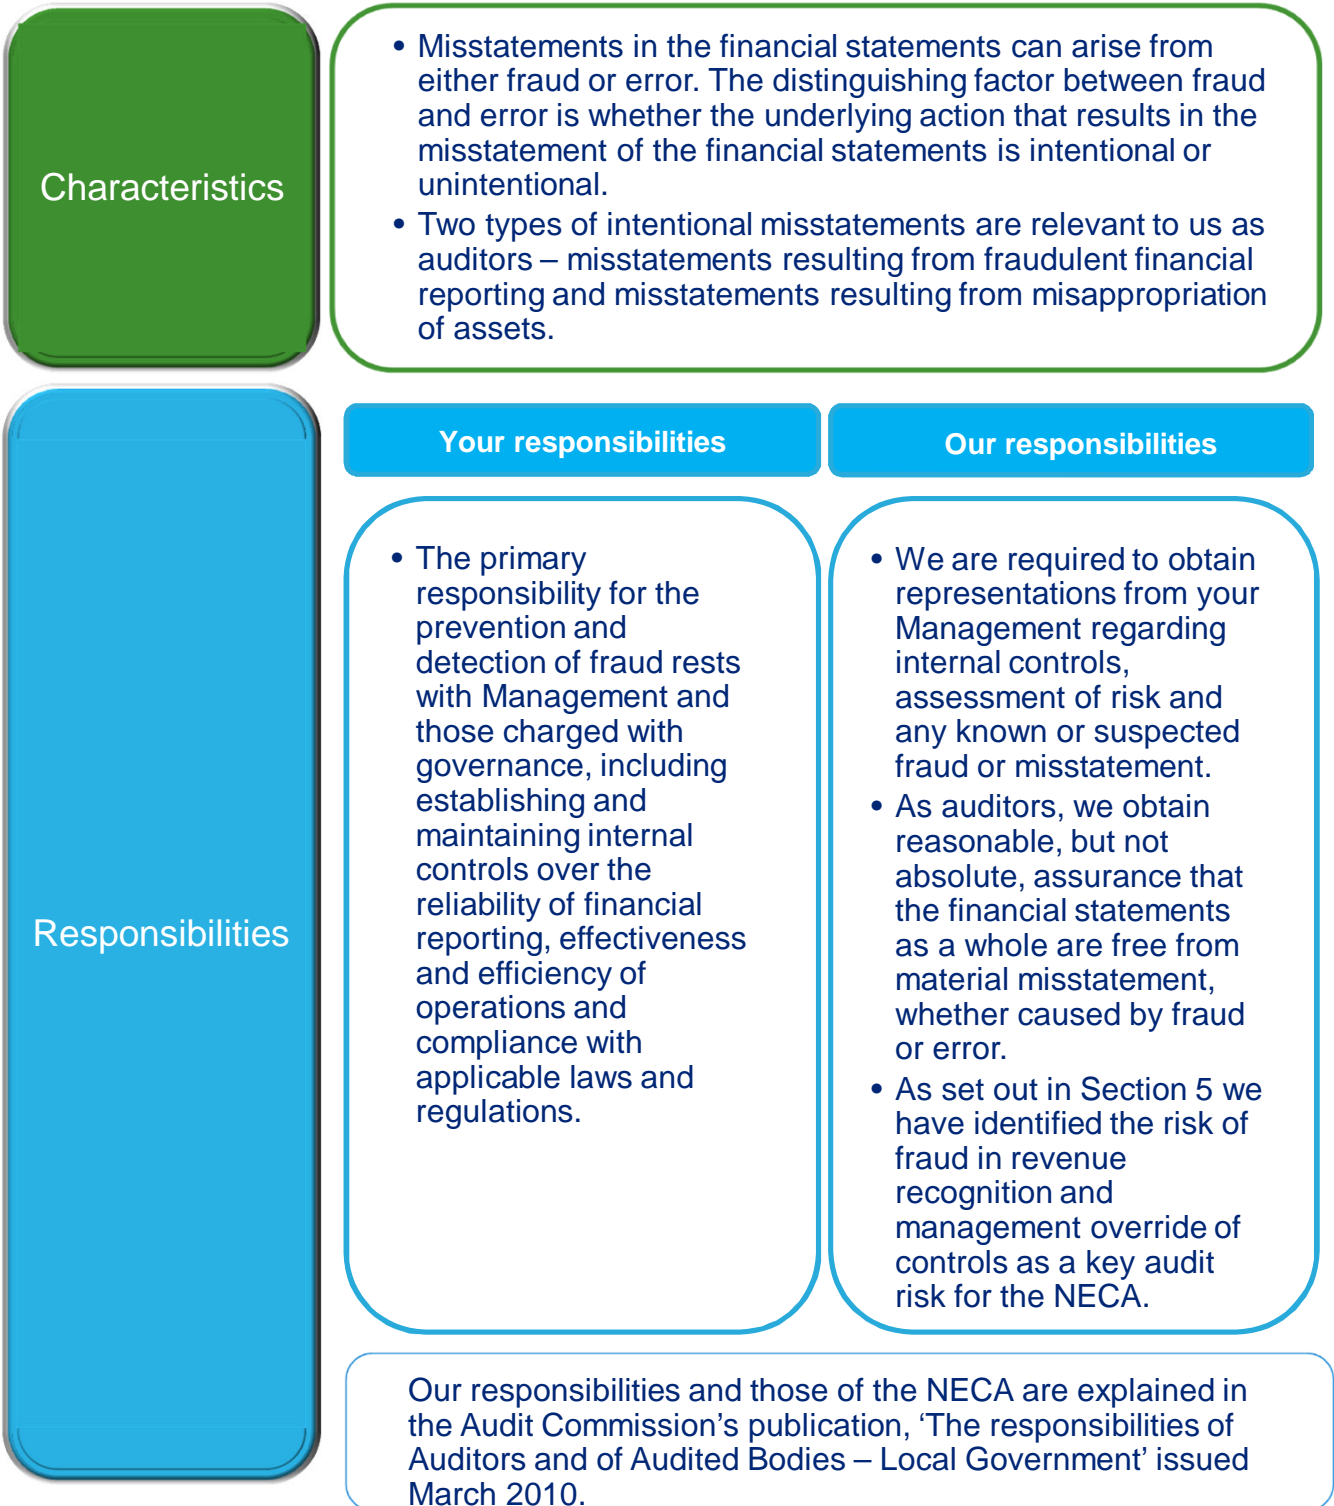 Characteristics
• Misstatements in the financial statements can arise from
either fraud or error. The distinguishing factor between fraud
and error is whether the underlying action that results in the
misstatement of the financial statements is intentional or
unintentional.
• Two types of intentional misstatements are relevant to us as
auditors – misstatements resulting from fraudulent financial
reporting and misstatements resulting from misappropriation
of assets.
Responsibilities
Your responsibilities
• The primary
responsibility for the
prevention and
detection of fraud rests
with Management and
those charged with
governance, including
establishing and
maintaining internal
controls over the
reliability of financial
reporting, effectiveness
and efficiency of
operations and
compliance with
applicable laws and
regulations.
Our responsibilities
• We are required to obtain
representations from your
Management regarding
internal controls,
assessment of risk and
any known or suspected
fraud or misstatement.
• As auditors, we obtain
reasonable, but not
absolute, assurance that
the financial statements
as a whole are free from
material misstatement,
whether caused by fraud
or error.
• As set out in Section 5 we
have identified the risk of
fraud in revenue
recognition and
management override of
controls as a key audit
risk for the NECA.
Our responsibilities and those of the NECA are explained in
the Audit Commission’s publication, ‘The responsibilities of
Auditors and of Audited Bodies – Local Government’ issued
March 2010.